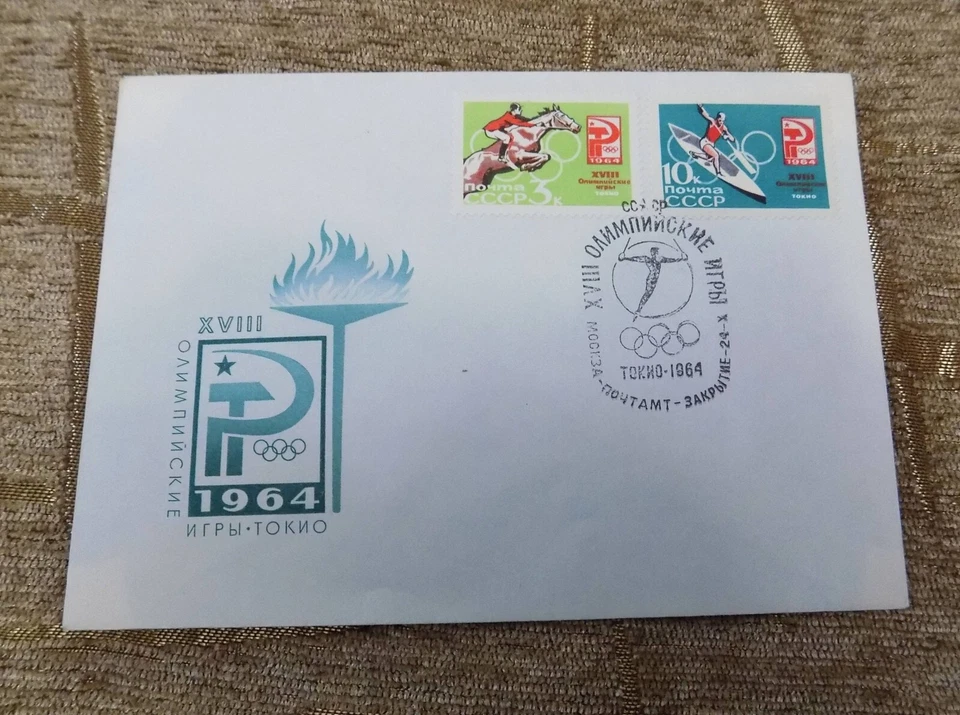 XVIII
1964
Олимпийские
игры
ТОКИО
Почта
СССР 3к
1964
10к
Почта
СССР
XVIII
игры
ТОКИО
СССР
XVIII ОЛИМПИЙСКИЕ ИГРЫ
ТОКИО·1964
МОСКВА-ПОЧТАМТ-ЗАКРЫТИЕ-24-X
XVIII
ОЛИМПИЙСКИЕ
1964
ИГРЫ·ТОКИО